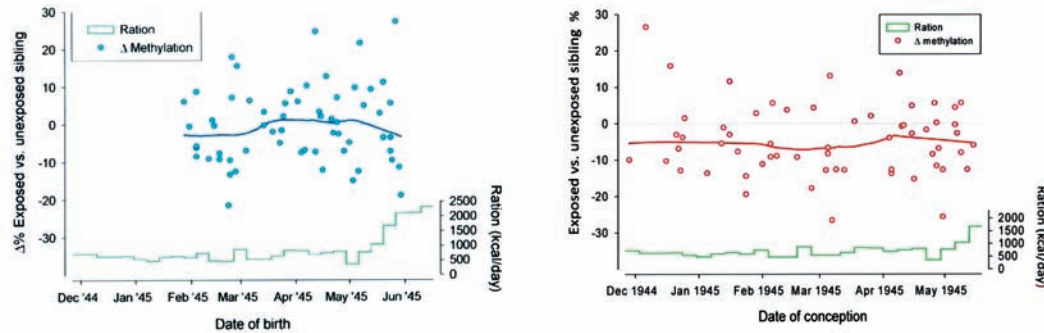 Δ% Exposed vs. unexposed sibling
30
20
10
0
-10
-20
-30
Ration
Δ Methylation
2500
2000
1500
1000
500
0
Ration (kcal/day)
Dec '44 Jan '45 Feb '45 Mar '45 Apr '45 May '45 Jun '45
Date of birth
Exposed vs. unexposed sibling %
30
20
10
0
-10
-20
-30
Ration
Δ methylation
2000
1500
1000
500
0
Ration (kcal/day)
Dec 1944 Jan 1945 Feb 1945 Mar 1945 Apr 1945 May 1945
Date of conception